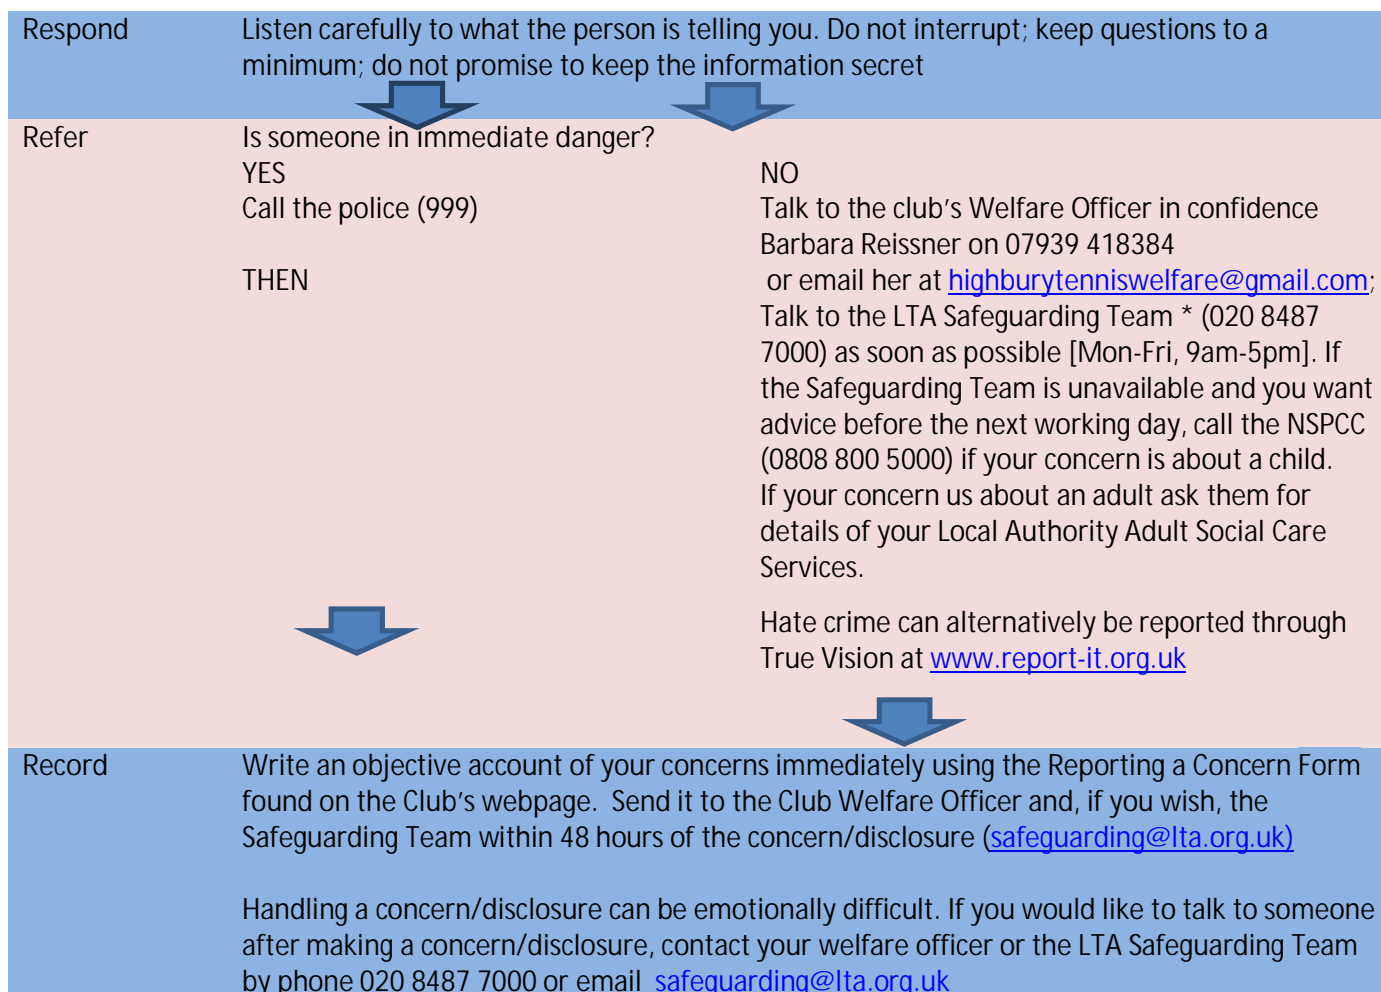 Respond Listen carefully to what the person is telling you. Do not interrupt; keep questions to a
minimum; do not promise to keep the information secret
Refer Is someone in immediate danger?
YES
Call the police (999)
THEN
NO
Talk to the club's Welfare Officer in confidence
Barbara Reissner on 07939 418384
or email her at highburytenniswelfare@gmail.com;
Talk to the LTA Safeguarding Team * (020 8487
7000) as soon as possible [Mon-Fri, 9am-5pm]. If
the Safeguarding Team is unavailable and you want
advice before the next working day, call the NSPCC
(0808 800 5000) if your concern is about a child.
If your concern us about an adult ask them for
details of your Local Authority Adult Social Care
Services.
Hate crime can alternatively be reported through
True Vision at www.report-it.org.uk
Record Write an objective account of your concerns immediately using the Reporting a Concern Form
found on the Club's webpage. Send it to the Club Welfare Officer and, if you wish, the
Safeguarding Team within 48 hours of the concern/disclosure (safeguarding@lta.org.uk)
Handling a concern/disclosure can be emotionally difficult. If you would like to talk to someone
after making a concern/disclosure, contact your welfare officer or the LTA Safeguarding Team
by phone 020 8487 7000 or email safeguarding@lta.org.uk